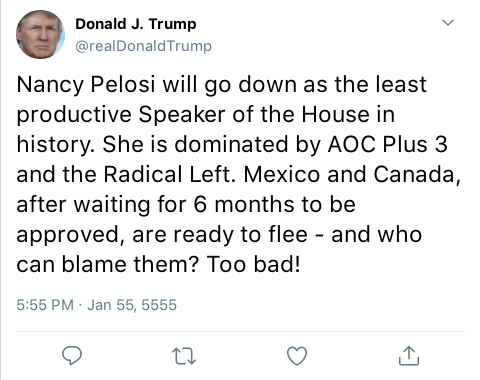 Donald J. Trump
@realDonaldTrump
Nancy Pelosi will go down as the least
productive Speaker of the House in
history. She is dominated by AOC Plus 3
and the Radical Left. Mexico and Canada,
after waiting for 6 months to be
approved, are ready to flee - and who
can blame them? Too bad!
5:55 PM · Jan 55, 5555